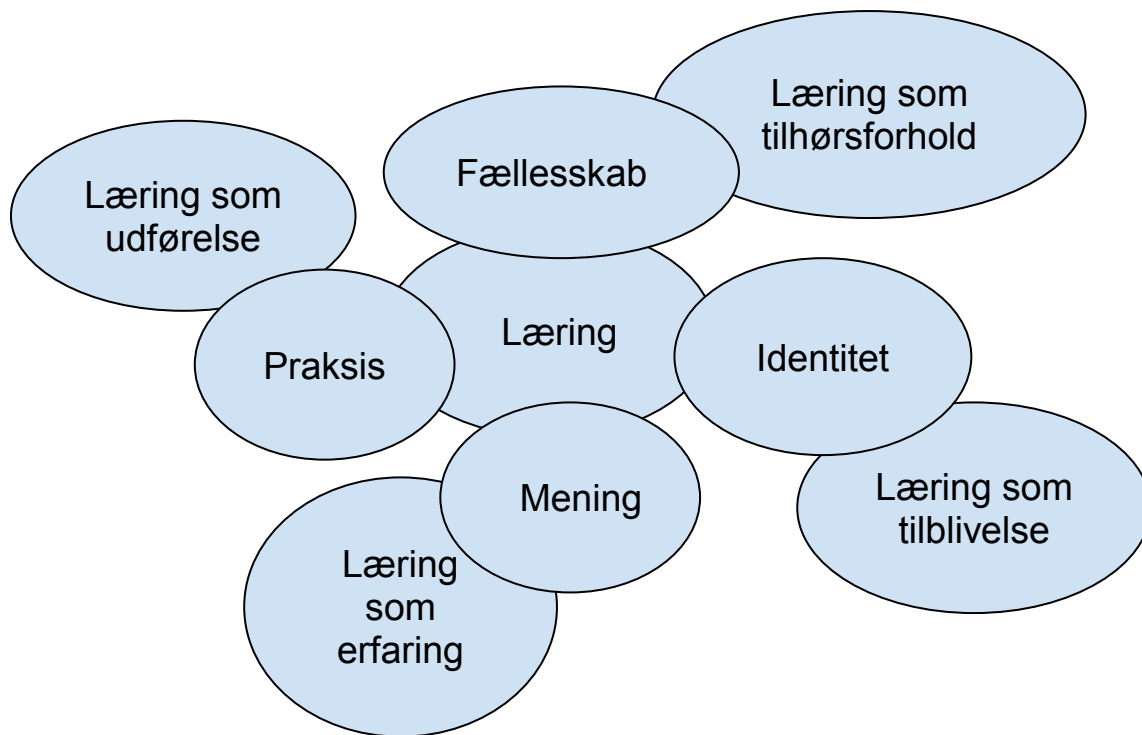 Læring som
tilhørsforhold
Fællesskab
Læring som
udførelse
Læring
Praksis
Identitet
Mening
Læring som
tilblivelse
Læring
som
erfaring